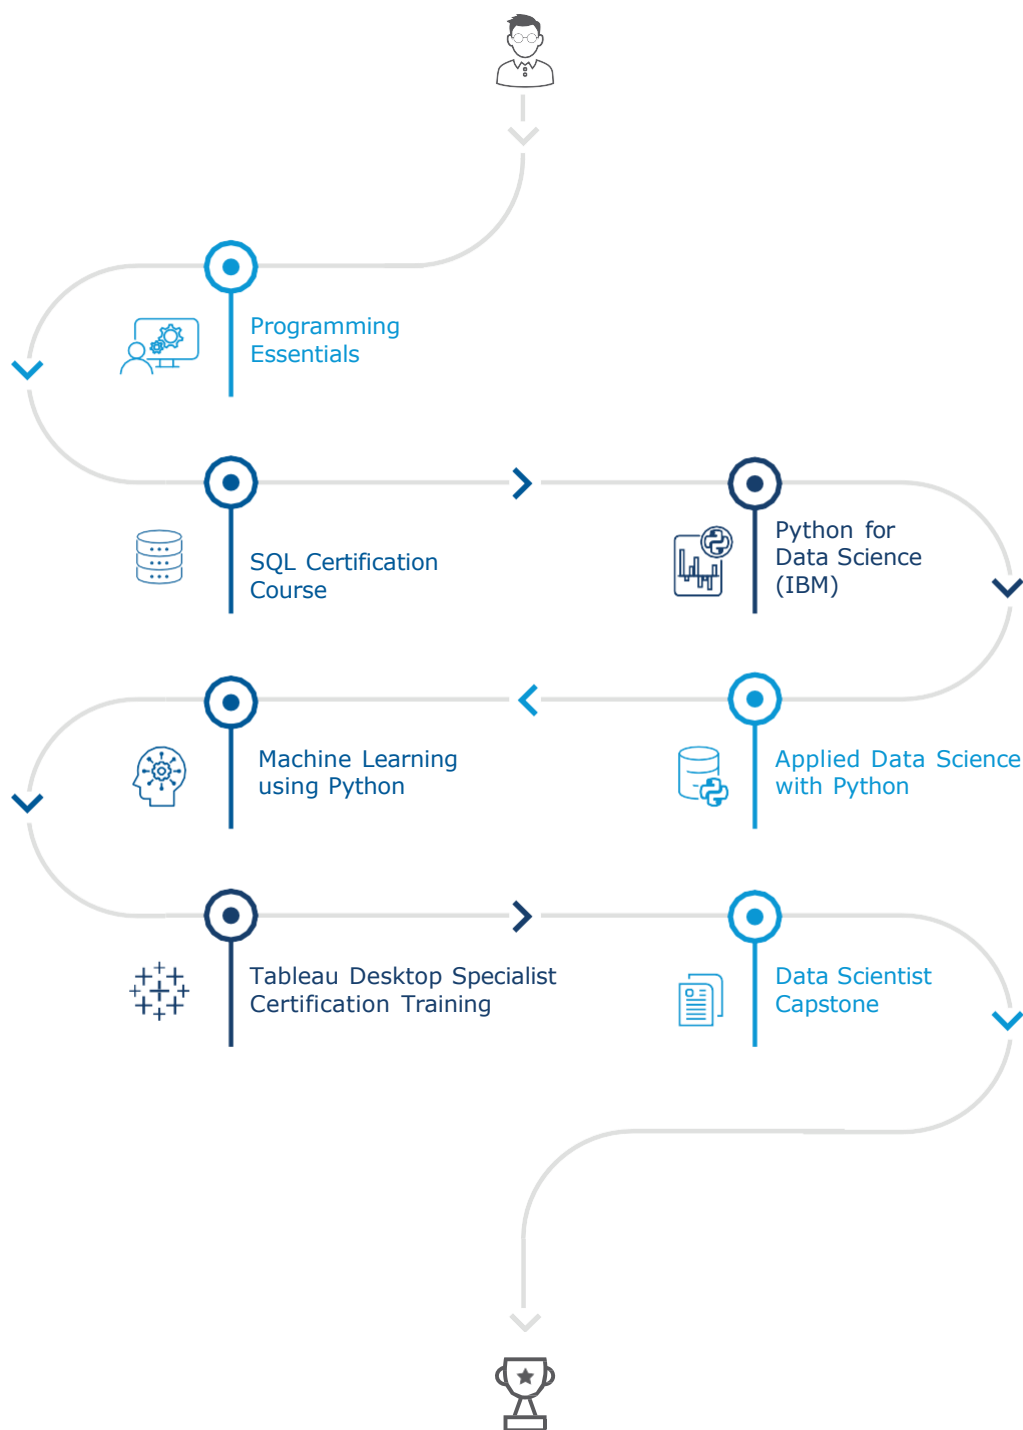 Programming
Essentials
SQL Certification
Course
Python for
Data Science
(IBM)
Applied Data Science
with Python
Machine Learning
using Python
Tableau Desktop Specialist
Certification Training
Data Scientist
Capstone